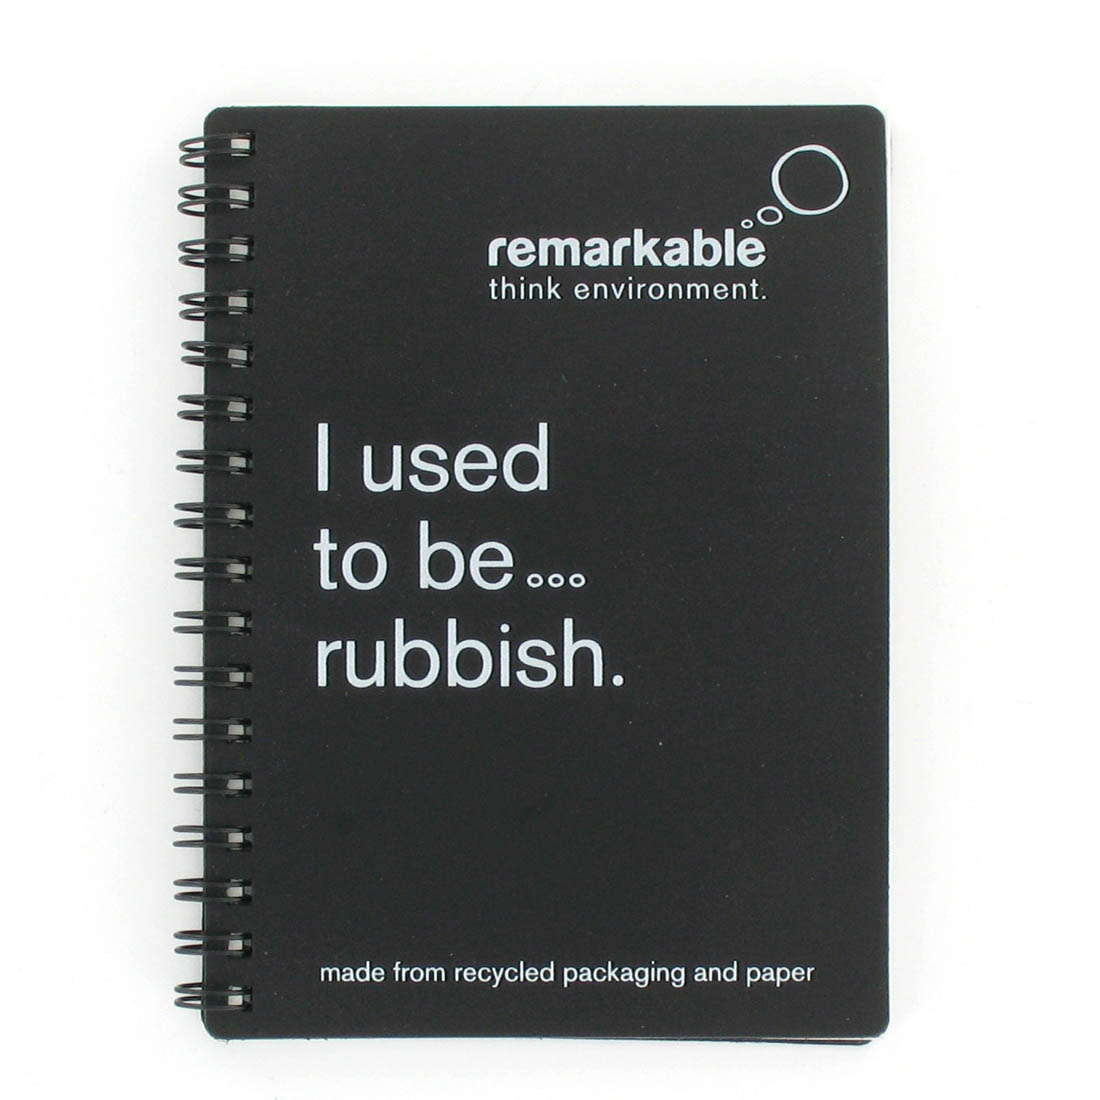 remarkable
think environment.
I used
to be...
rubbish.
made from recycled packaging and paper